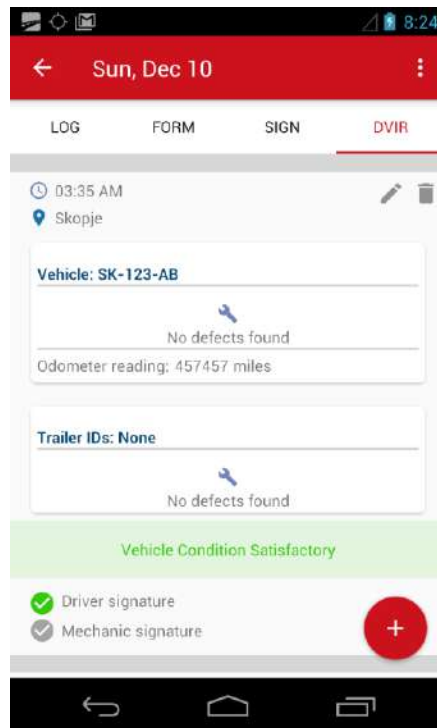 8:24
Sun, Dec 10
LOG FORM SIGN DVIR
03:35 AM
Skopje
Vehicle: SK-123-AB
No defects found
Odometer reading: 457457 miles
Trailer IDs: None
No defects found
Vehicle Condition Satisfactory
Driver signature
Mechanic signature